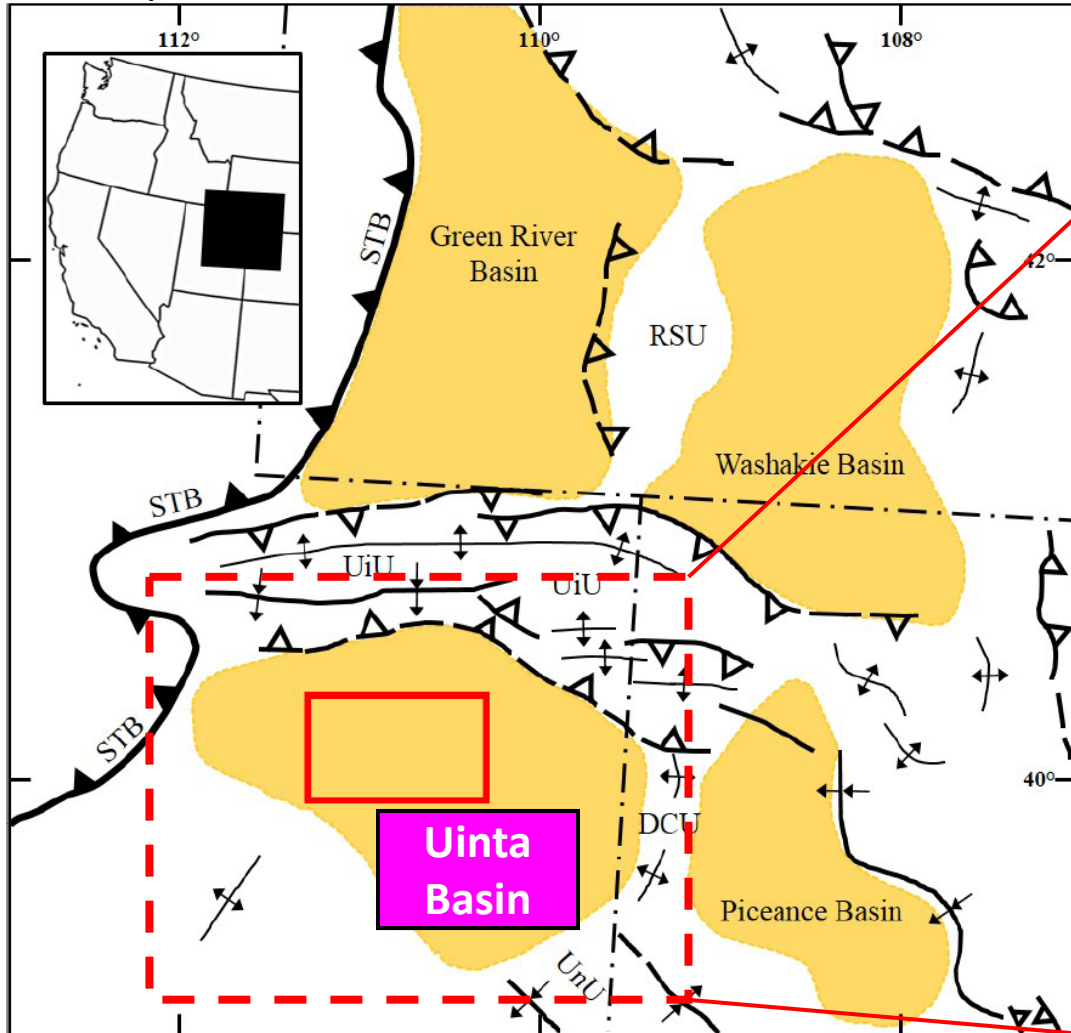 112°
110°
108°
STB
Green River
Basin
42°
RSU
Washakie Basin
STB
UiU
UiU
STB
40°
Uinta
Basin
DCU
Piceance Basin
UnU